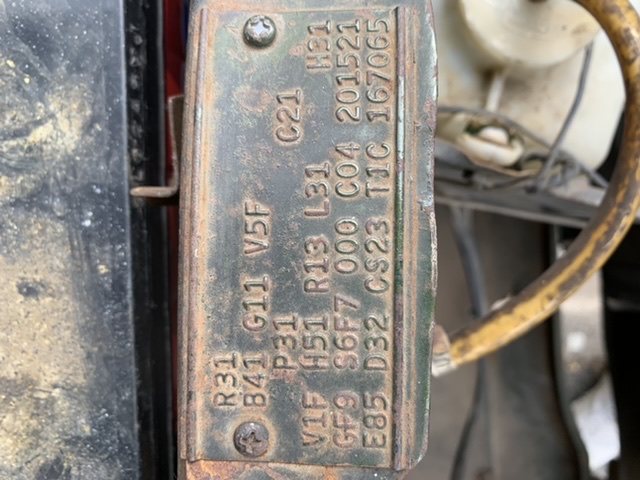 R31
B41 G11 V5F
P31 C21
V1F H51 R13 L31 H31
GF9 S6F7 000 C04 201521
E85 D32 CS23 T1C 167065